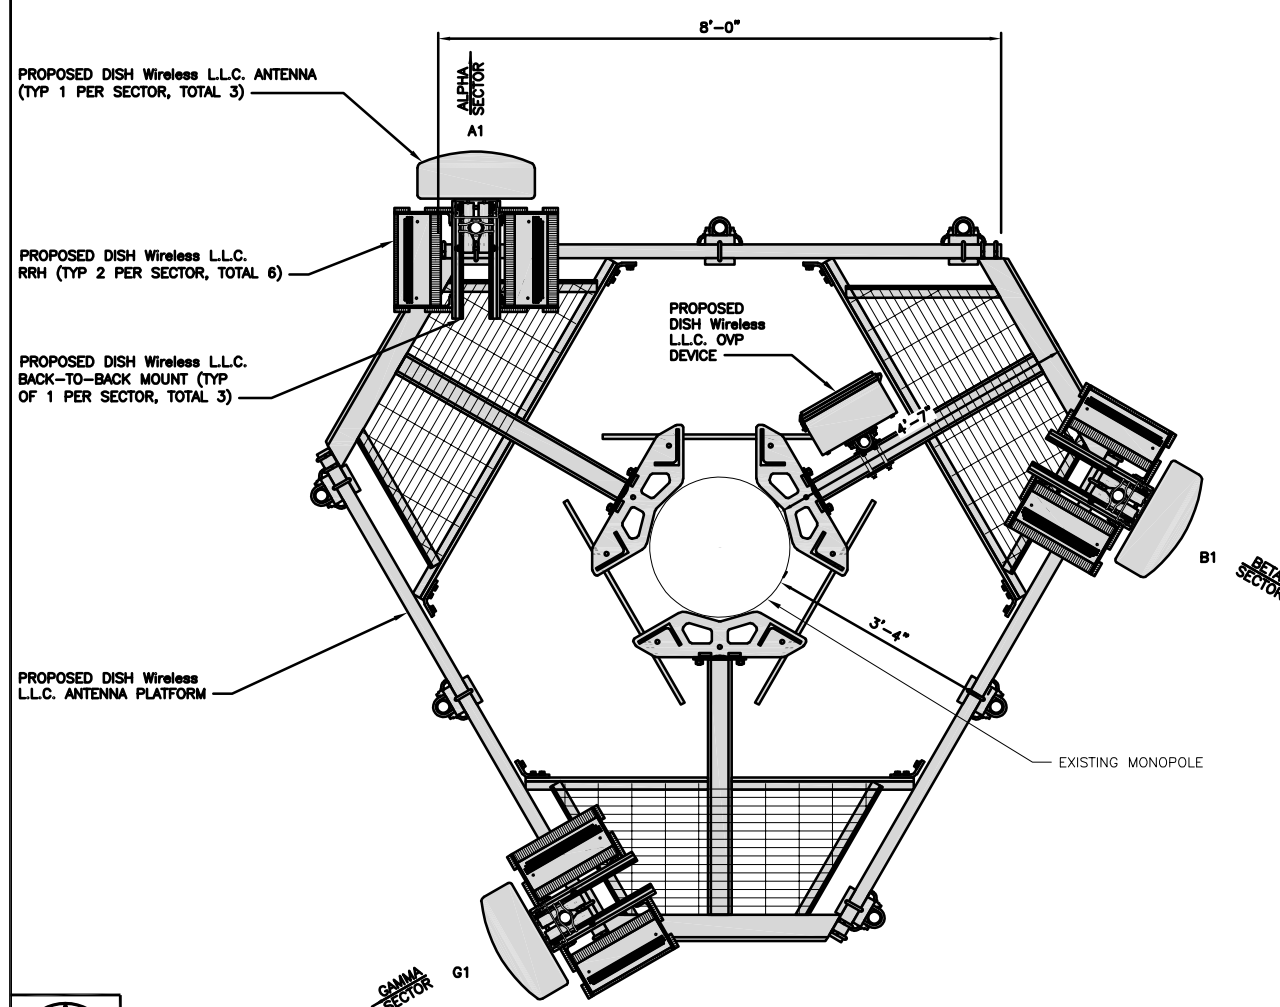 8'-0"
PROPOSED DISH Wireless L.L.C. ANTENNA
(TYP 1 PER SECTOR, TOTAL 3)
ALPHA
SECTOR
A1
PROPOSED DISH Wireless L.L.C.
RRH (TYP 2 PER SECTOR, TOTAL 6)
PROPOSED
DISH Wireless
L.L.C. OVP
DEVICE
PROPOSED DISH Wireless L.L.C.
BACK-TO-BACK MOUNT (TYP
OF 1 PER SECTOR, TOTAL 3)
4'-7"
B1
BETA
SECTOR
3'-4"
PROPOSED DISH Wireless
L.L.C. ANTENNA PLATFORM
EXISTING MONOPOLE
GAMMA
SECTOR
G1